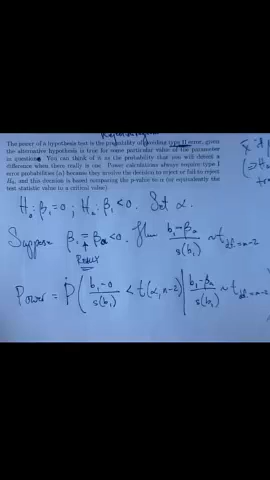 The power of a hypothesis test is the probability of avoiding type II error, given
the alternative hypothesis is true for some particular value of the parameter
in question. You can think of it as the probability that you will detect a
difference when there really is one. Power calculations always require type I
error probabilities (α) because they involve the decision to reject or fail to reject
H₀, and this decision is based comparing the p-value to α (or equivalently the
test statistic value to a critical value).
H₀: β₁=0; Hₐ: β₁<0. Set α.
Suppose β₁ = βₐ < 0. Then (b₁-βₐ)/s(b₁) ~ t d.f.=n-2
Power = P( (b₁-0)/s(b₁) < t(α, n-2) | (b₁-βₐ)/s(b₁) ~ t d.f.=n-2